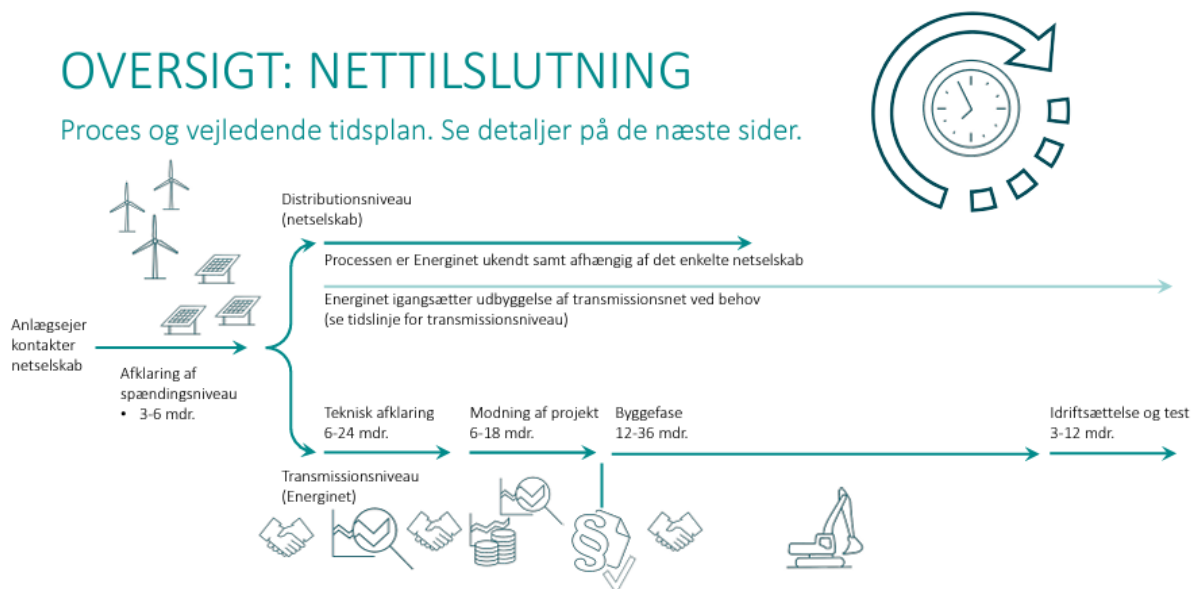 OVERSIGT: NETTILSLUTNING
Proces og vejledende tidsplan. Se detaljer på de næste sider.
Distributionsniveau
(netselskab)
Processen er Energinet ukendt samt afhængig af det enkelte netselskab
Energinet igangsætter udbyggelse af transmissionsnet ved behov
(se tidslinje for transmissionsniveau)
Anlægsejer
kontakter
netselskab
Afklaring af
spændingsniveau
• 3-6 mdr.
Teknisk afklaring
6-24 mdr.
Modning af projekt
6-18 mdr.
Byggefase
12-36 mdr.
Idriftsættelse og test
3-12 mdr.
Transmissionsniveau
(Energinet)
§